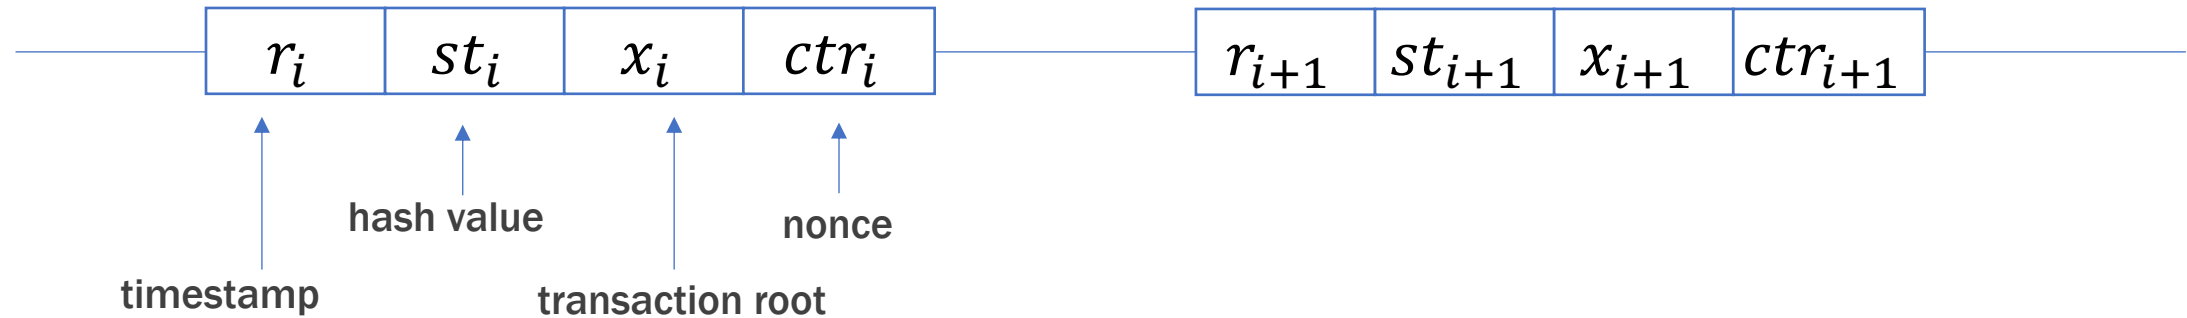 r_i st_i x_i ctr_i r_{i+1} st_{i+1} x_{i+1} ctr_{i+1}
hash value nonce
timestamp transaction root